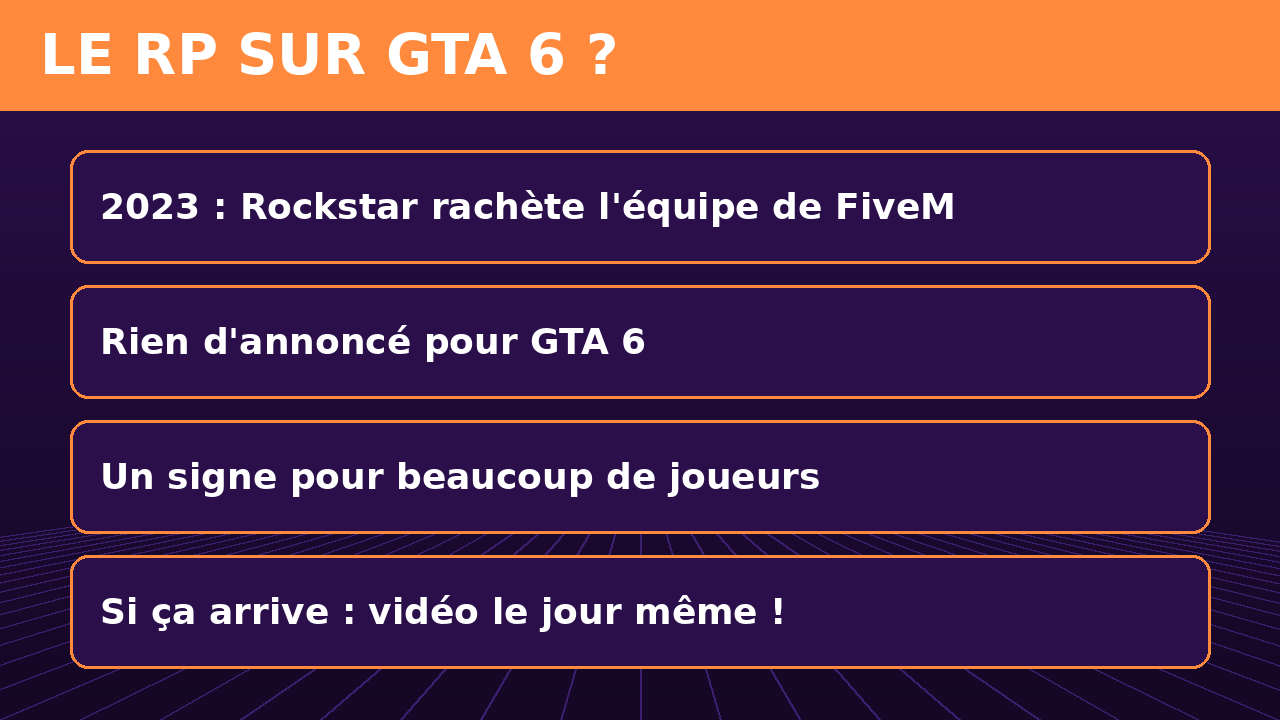 LE RP SUR GTA 6 ?
2023 : Rockstar rachète l'équipe de FiveM
Rien d'annoncé pour GTA 6
Un signe pour beaucoup de joueurs
Si ça arrive : vidéo le jour même !